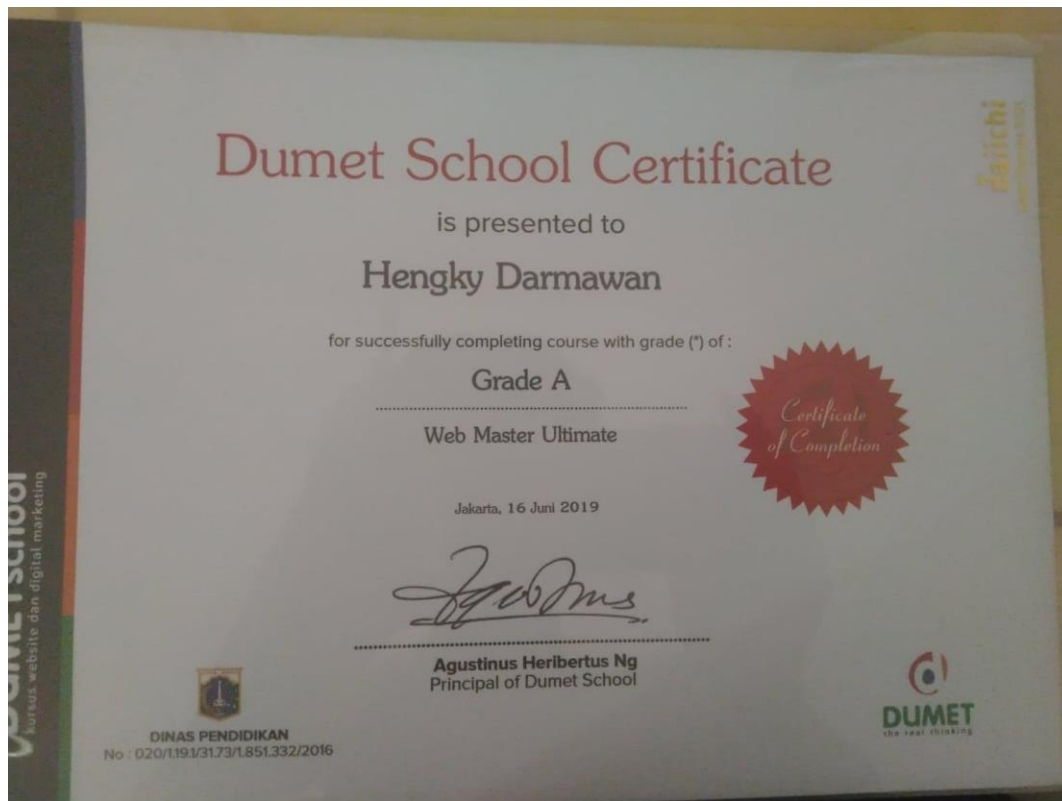 Dumet School Certificate
is presented to
Hengky Darmawan
for successfully completing course with grade (*) of :
Grade A
Web Master Ultimate
Certificate
of Completion
Jakarta, 16 Juni 2019
Agustinus Heribertus Ng
Principal of Dumet School
DINAS PENDIDIKAN
No : 020/1.19.1/31.73/1.851.332/2016
DUMET
the real thinking
kursus website dan digital marketing
daiichi